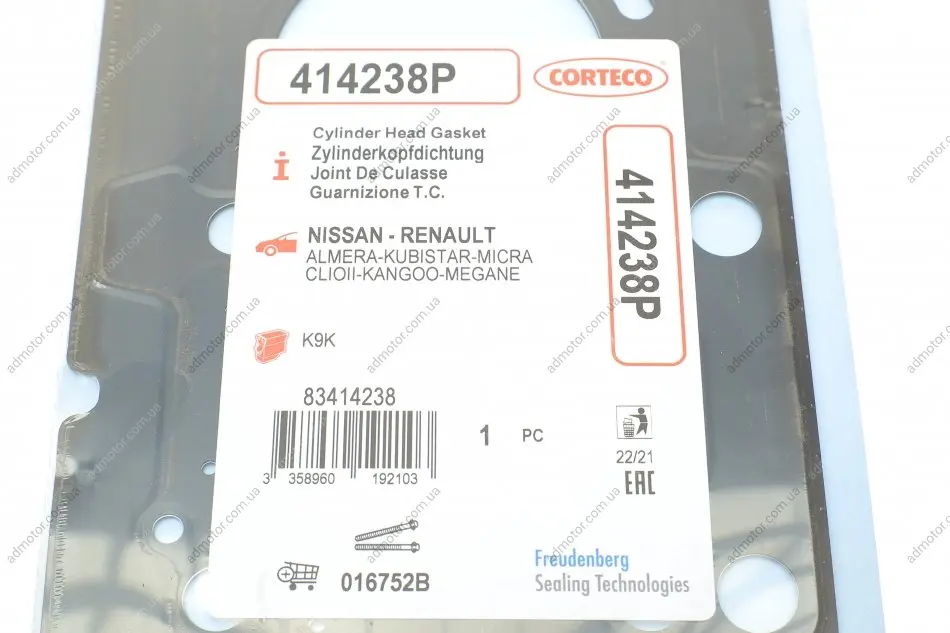 414238P
CORTECO
Cylinder Head Gasket
Zylinderkopfdichtung
Joint De Culasse
Guarnizione T.C.
414238P
NISSAN - RENAULT
ALMERA-KUBISTAR-MICRA
CLIOII-KANGOO-MEGANE
K9K
83414238
3 358960 192103
1 PC
22/21
EAC
016752B
Freudenberg
Sealing Technologies
admotor.com.ua